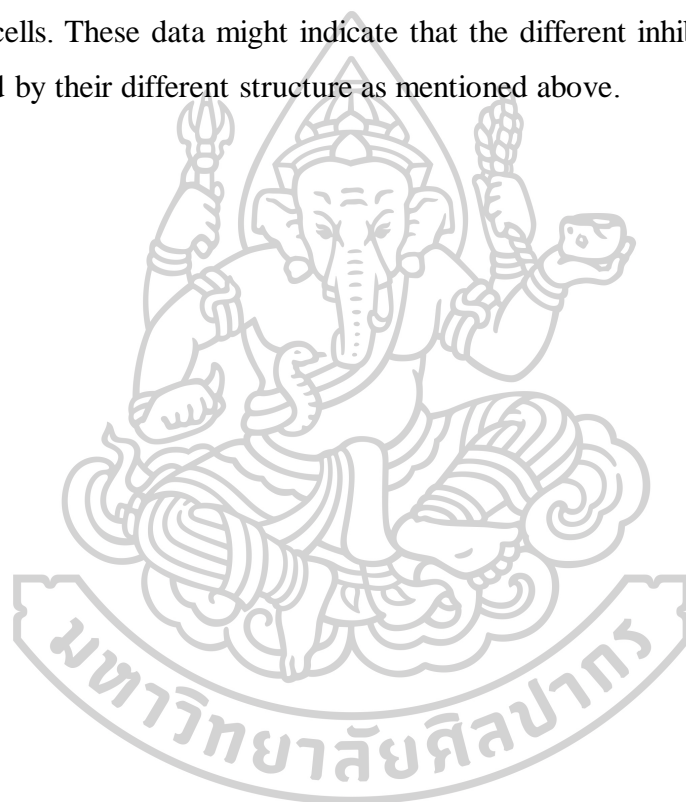 cells. These data might indicate that the different
by their different structure as mentioned above.
มหาวิทยาลัยศิลปากร